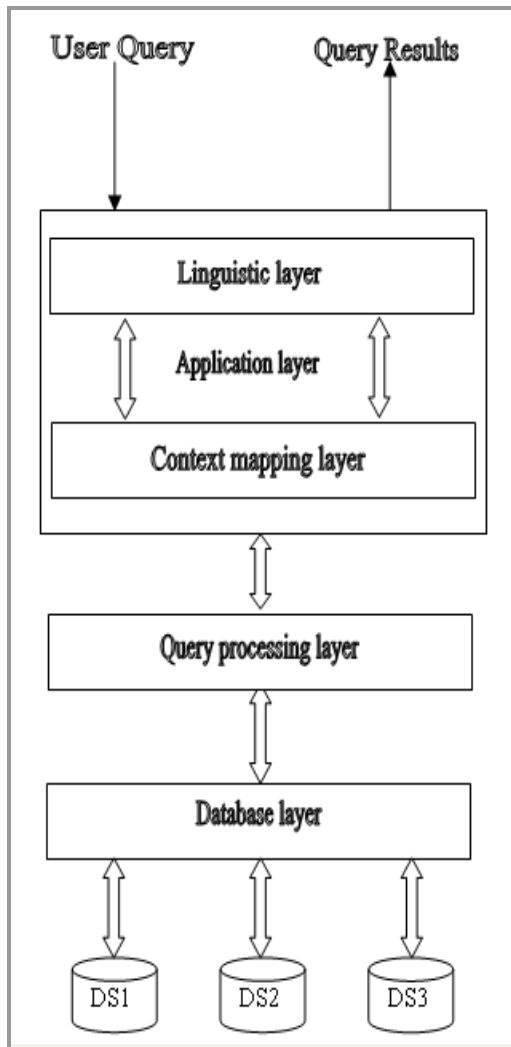 User Query
Query Results
Linguistic layer
Application layer
Context mapping layer
Query processing layer
Database layer
DS1
DS2
DS3